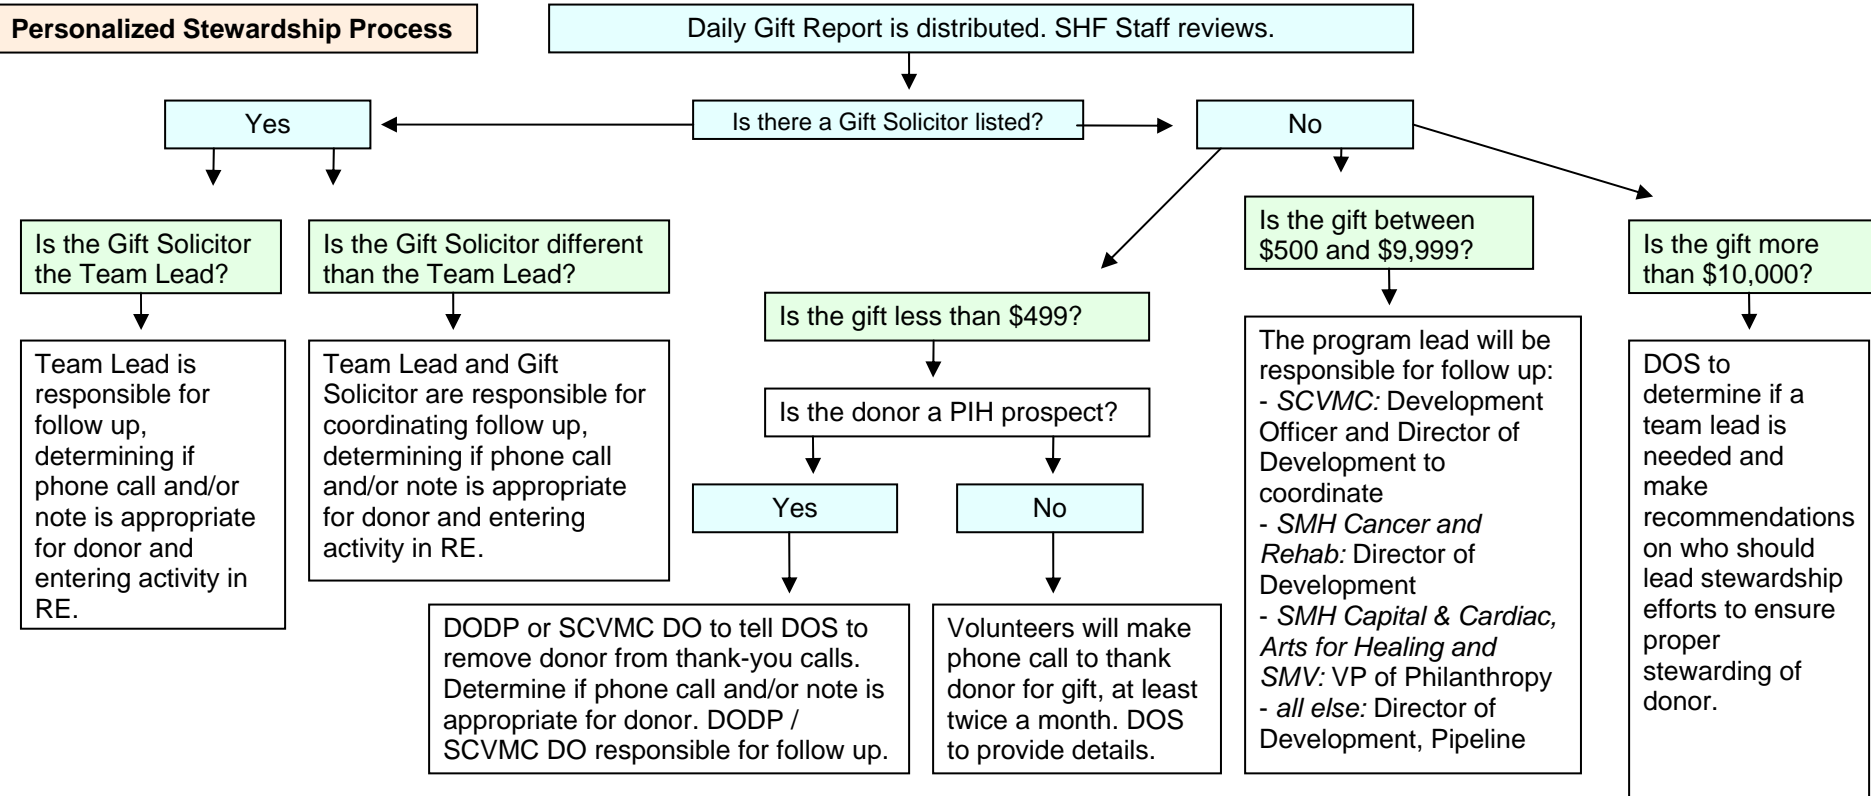 Personalized Stewardship Process
Daily Gift Report is distributed. SHF Staff reviews.
Yes
Is there a Gift Solicitor listed?
No
Is the Gift Solicitor
the Team Lead?
Is the Gift Solicitor different
than the Team Lead?
Is the gift less than $499?
Is the gift between
$500 and $9,999?
Is the gift more
than $10,000?
Team Lead is
responsible for
follow up,
determining if
phone call and/or
note is appropriate
for donor and
entering activity in
RE.
Team Lead and Gift
Solicitor are responsible for
coordinating follow up,
determining if phone call
and/or note is appropriate
for donor and entering
activity in RE.
Is the donor a PIH prospect?
Yes
No
DODP or SCVMC DO to tell DOS to
remove donor from thank-you calls.
Determine if phone call and/or note is
appropriate for donor. DODP /
SCVMC DO responsible for follow up.
Volunteers will make
phone call to thank
donor for gift, at least
twice a month. DOS
to provide details.
The program lead will be
responsible for follow up:
- SCVMC: Development
Officer and Director of
Development to
coordinate
- SMH Cancer and
Rehab: Director of
Development
- SMH Capital & Cardiac,
Arts for Healing and
SMV: VP of Philanthropy
- all else: Director of
Development, Pipeline
DOS to
determine if a
team lead is
needed and
make
recommendations
on who should
lead stewardship
efforts to ensure
proper
stewarding of
donor.